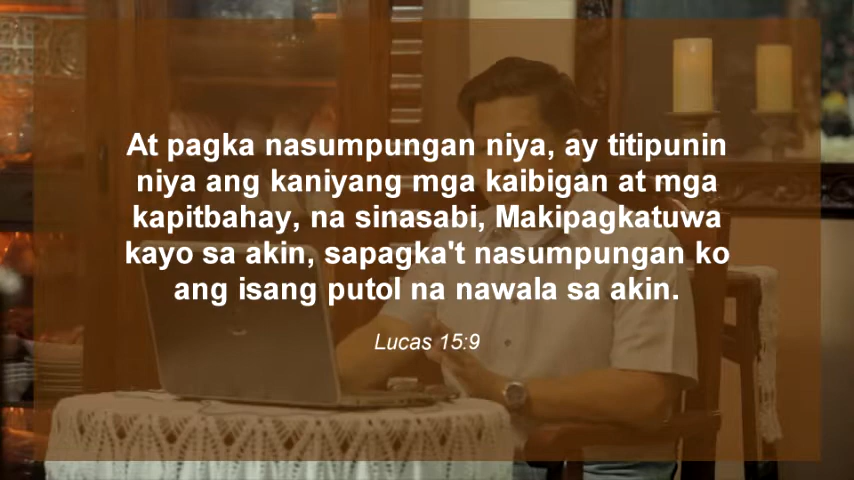 At pagka nasumpungan niya, ay titipunin
niya ang kaniyang mga kaibigan at mga
kapitbahay, na sinasabi, Makipagkatuwa
kayo sa akin, sapagka't nasumpungan ko
ang isang putol na nawala sa akin.
Lucas 15:9